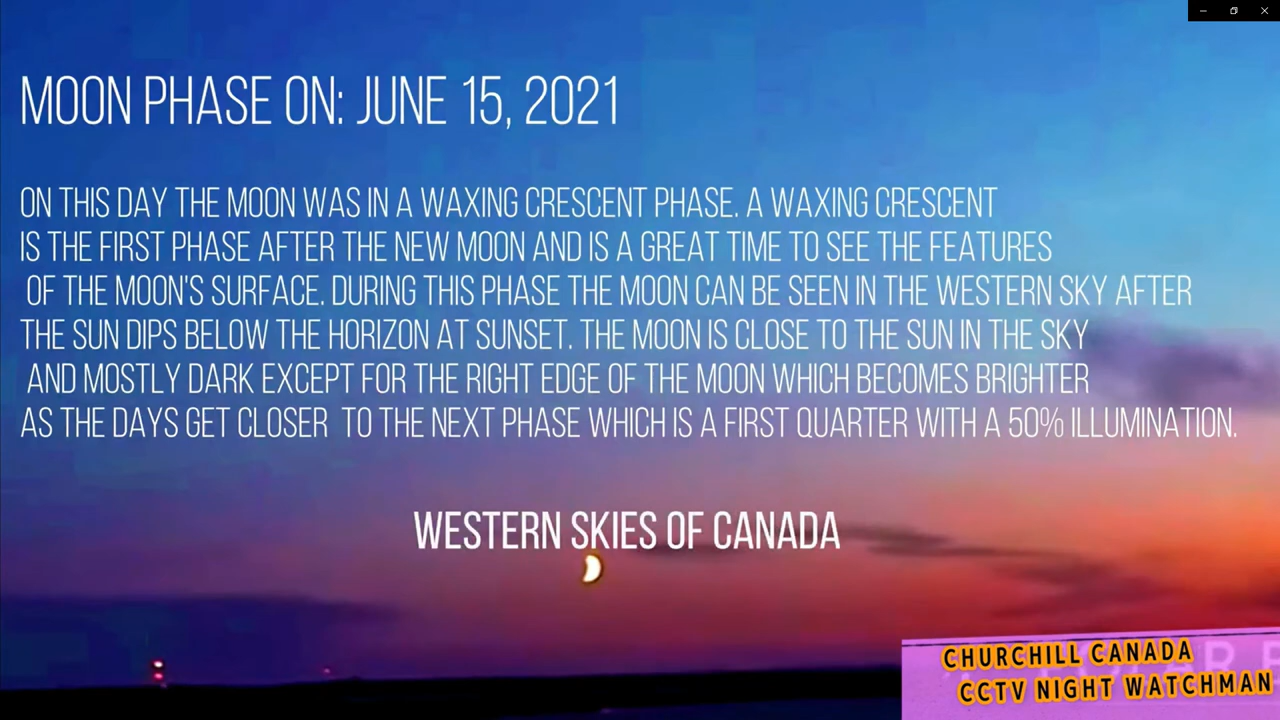 MOON PHASE ON: JUNE 15, 2021
ON THIS DAY THE MOON WAS IN A WAXING CRESCENT PHASE. A WAXING CRESCENT
IS THE FIRST PHASE AFTER THE NEW MOON AND IS A GREAT TIME TO SEE THE FEATURES
OF THE MOON'S SURFACE. DURING THIS PHASE THE MOON CAN BE SEEN IN THE WESTERN SKY AFTER
THE SUN DIPS BELOW THE HORIZON AT SUNSET. THE MOON IS CLOSE TO THE SUN IN THE SKY
AND MOSTLY DARK EXCEPT FOR THE RIGHT EDGE OF THE MOON WHICH BECOMES BRIGHTER
AS THE DAYS GET CLOSER TO THE NEXT PHASE WHICH IS A FIRST QUARTER WITH A 50% ILLUMINATION.
WESTERN SKIES OF CANADA
CHURCHILL CANADA
CCTV NIGHT WATCHMAN